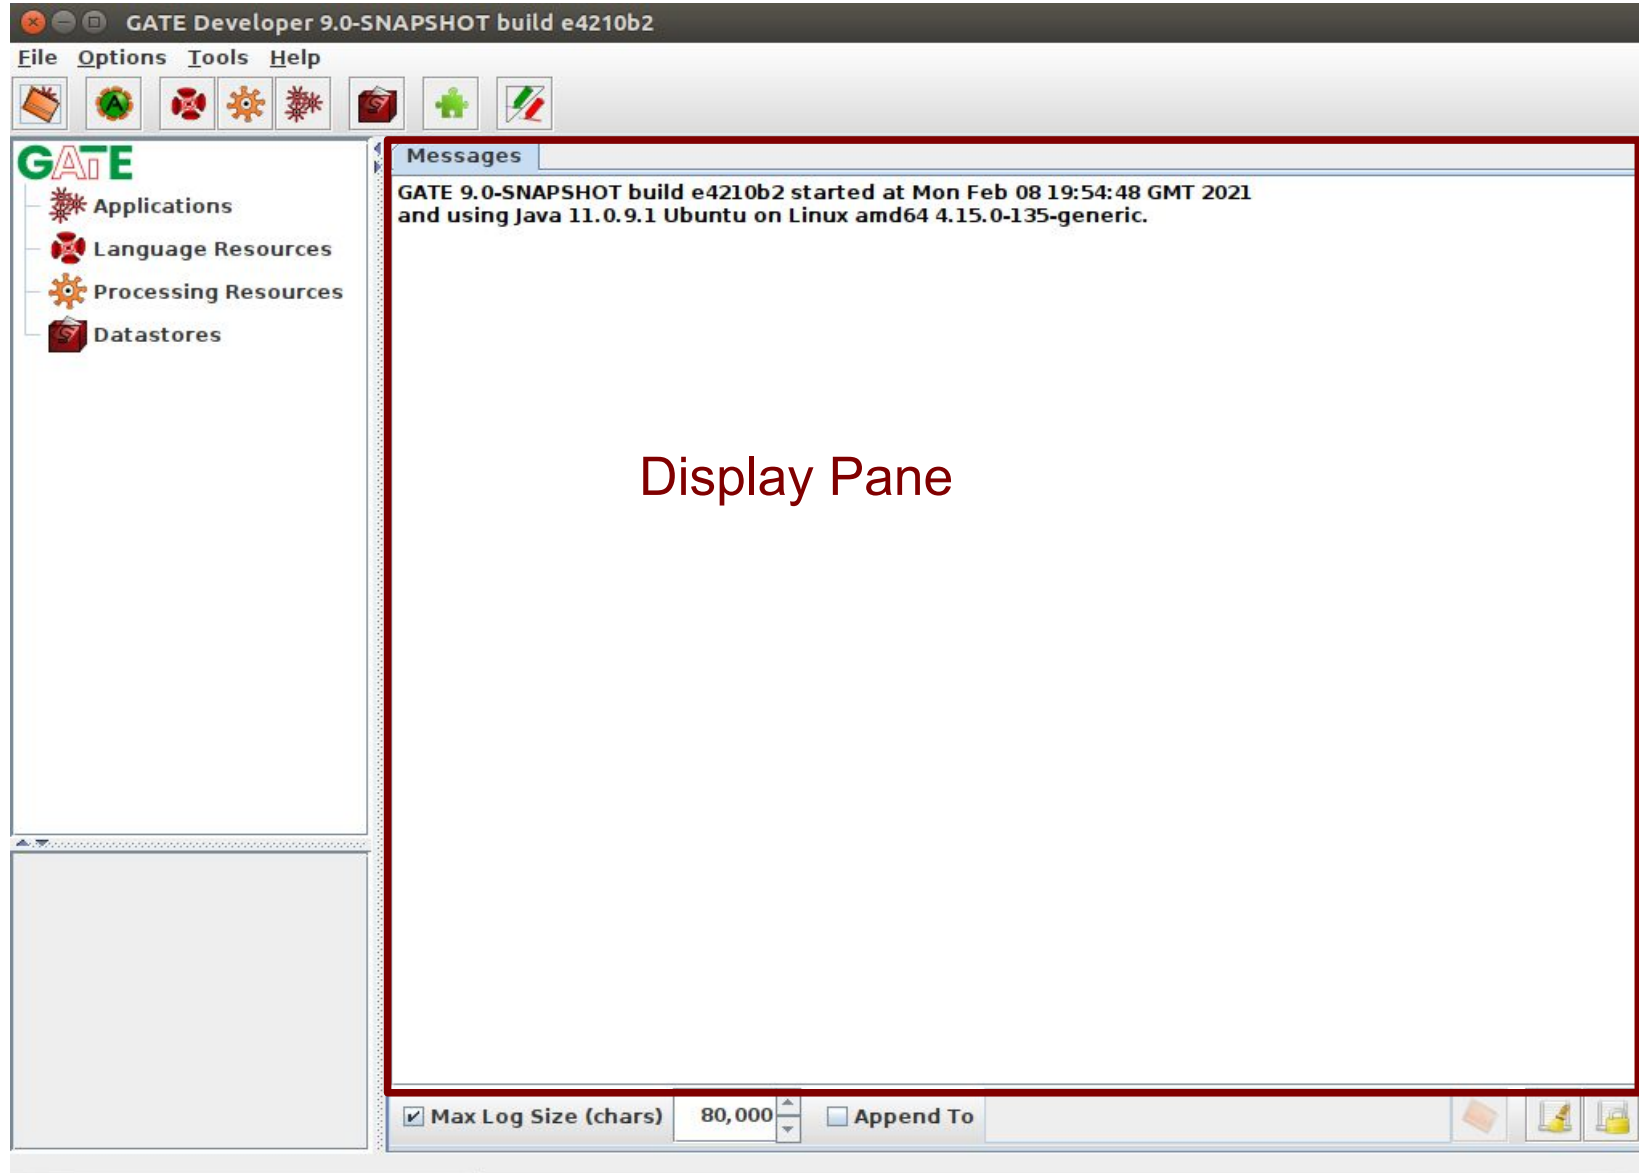 GATE Developer 9.0-SNAPSHOT build e4210b2
File Options Tools Help
GATE
Applications
Language Resources
Processing Resources
Datastores
Messages
GATE 9.0-SNAPSHOT build e4210b2 started at Mon Feb 08 19:54:48 GMT 2021
and using Java 11.0.9.1 Ubuntu on Linux amd64 4.15.0-135-generic.
Display Pane
Max Log Size (chars) 80,000 Append To